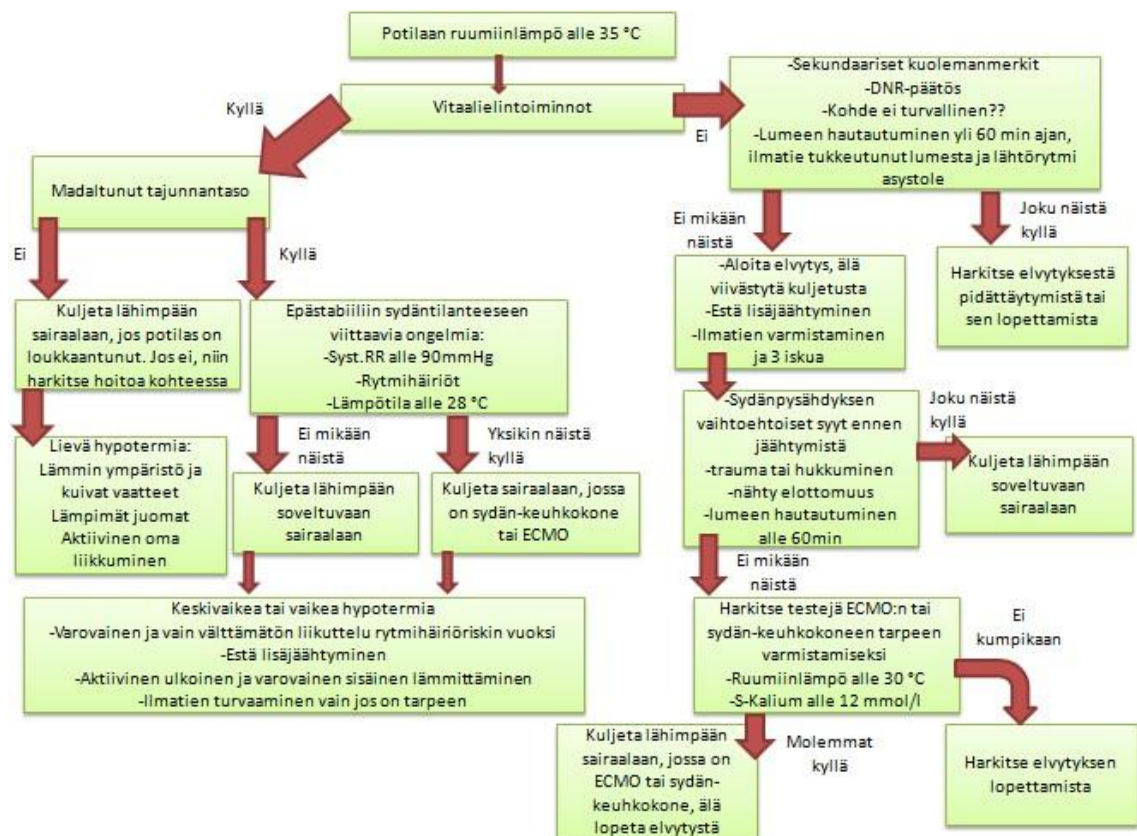 Potilaan ruumiinlämpö alle 35 °C
Vitaalielintoiminnot
Kyllä
Ei
-Sekundaariset kuolemanmerkit
-DNR-päätös
-Kohde ei turvallinen??
-Lumeen hautautuminen yli 60 min ajan,
ilmatie tukkeutunut lumesta ja lähtörytmi
asystole
Madaltunut tajunnantaso
Ei
Kyllä
Ei mikään
näistä
Joku näistä
kyllä
Kuljeta lähimpään
sairaalaan, jos potilas on
loukkaantunut. Jos ei, niin
harkitse hoitoa kohteessa
Epästabiiliin sydäntilanteeseen
viittaavia ongelmia:
-Syst.RR alle 90mmHg
-Rytmihäiriöt
-Lämpötila alle 28 °C
-Aloita elvytys, älä
viivästytä kuljetusta
-Estä lisäjäähtyminen
-Ilmatien varmistaminen
ja 3 iskua
Harkitse elvytyksestä
pidättäytymistä tai
sen lopettamista
Lievä hypotermia:
Lämmin ympäristö ja
kuivat vaatteet
Lämpimät juomat
Aktiivinen oma
liikkuminen
Ei mikään
näistä
Yksikin näistä
kyllä
Kuljeta lähimpään
soveltuvaan
sairaalaan
Kuljeta sairaalaan, jossa
on sydän-keuhkokone
tai ECMO
-Sydänpysähdyksen
vaihtoehtoiset syyt ennen
jäähtymistä
-trauma tai hukkuminen
-nähty elottomuus
-lumeen hautautuminen
alle 60min
Joku näistä
kyllä
Kuljeta lähimpään
soveltuvaan
sairaalaan
Keskivaikea tai vaikea hypotermia
-Varovainen ja vain välttämätön liikuttelu rytmihäiriöriskin vuoksi
-Estä lisäjäähtyminen
-Aktiivinen ulkoinen ja varovainen sisäinen lämmittäminen
-Ilmatien turvaaminen vain jos on tarpeen
Ei mikään
näistä
Harkitse testejä ECMO:n tai
sydän-keuhkokoneen tarpeen
varmistamiseksi
-Ruumiinlämpö alle 30 °C
-S-Kalium alle 12 mmol/l
Ei
kumpikaan
Kuljeta lähimpään
sairaalaan, jossa on
ECMO tai sydän-
keuhkokone, älä
lopeta elvytystä
Molemmat
kyllä
Harkitse elvytyksen
lopettamista